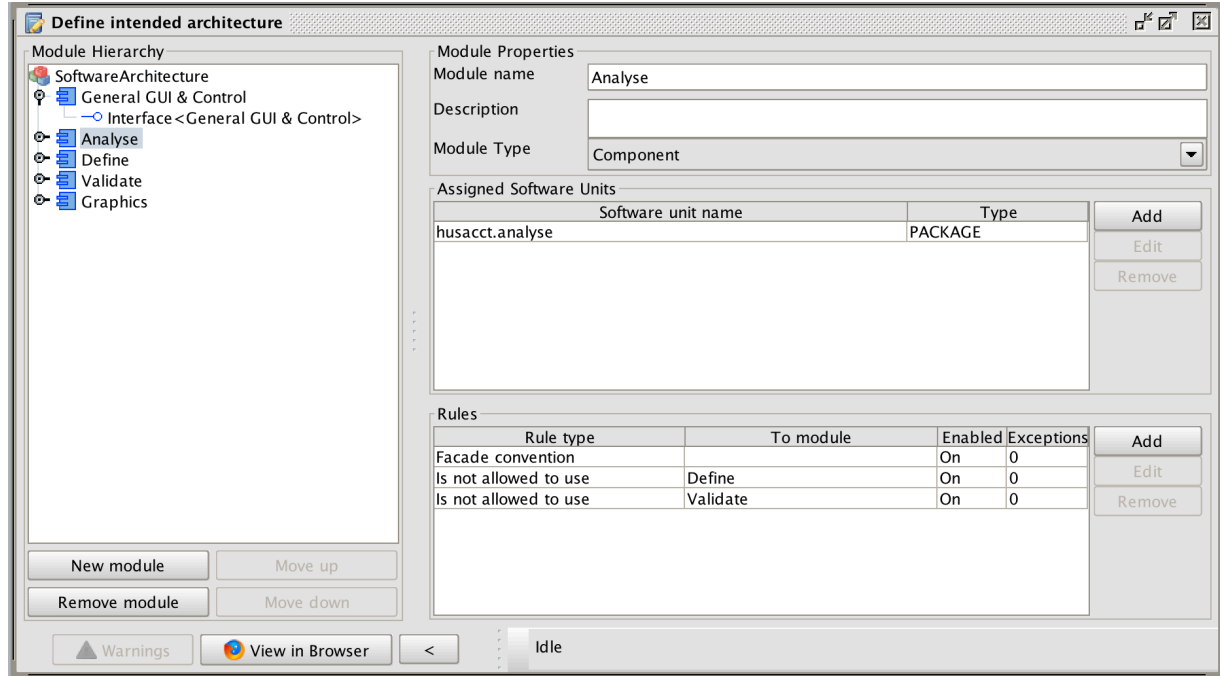 Define intended architecture
Module Hierarchy
SoftwareArchitecture
General GUI & Control
Interface<General GUI & Control>
Analyse
Define
Validate
Graphics
New module
Move up
Remove module
Move down
Module Properties
Module name
Analyse
Description
Module Type
Component
Assigned Software Units
Software unit name Type
husacct.analyse PACKAGE
Add
Edit
Remove
Rules
Rule type To module Enabled Exceptions
Facade convention On 0
Is not allowed to use Define On 0
Is not allowed to use Validate On 0
Add
Edit
Remove
Warnings
View in Browser
<
Idle